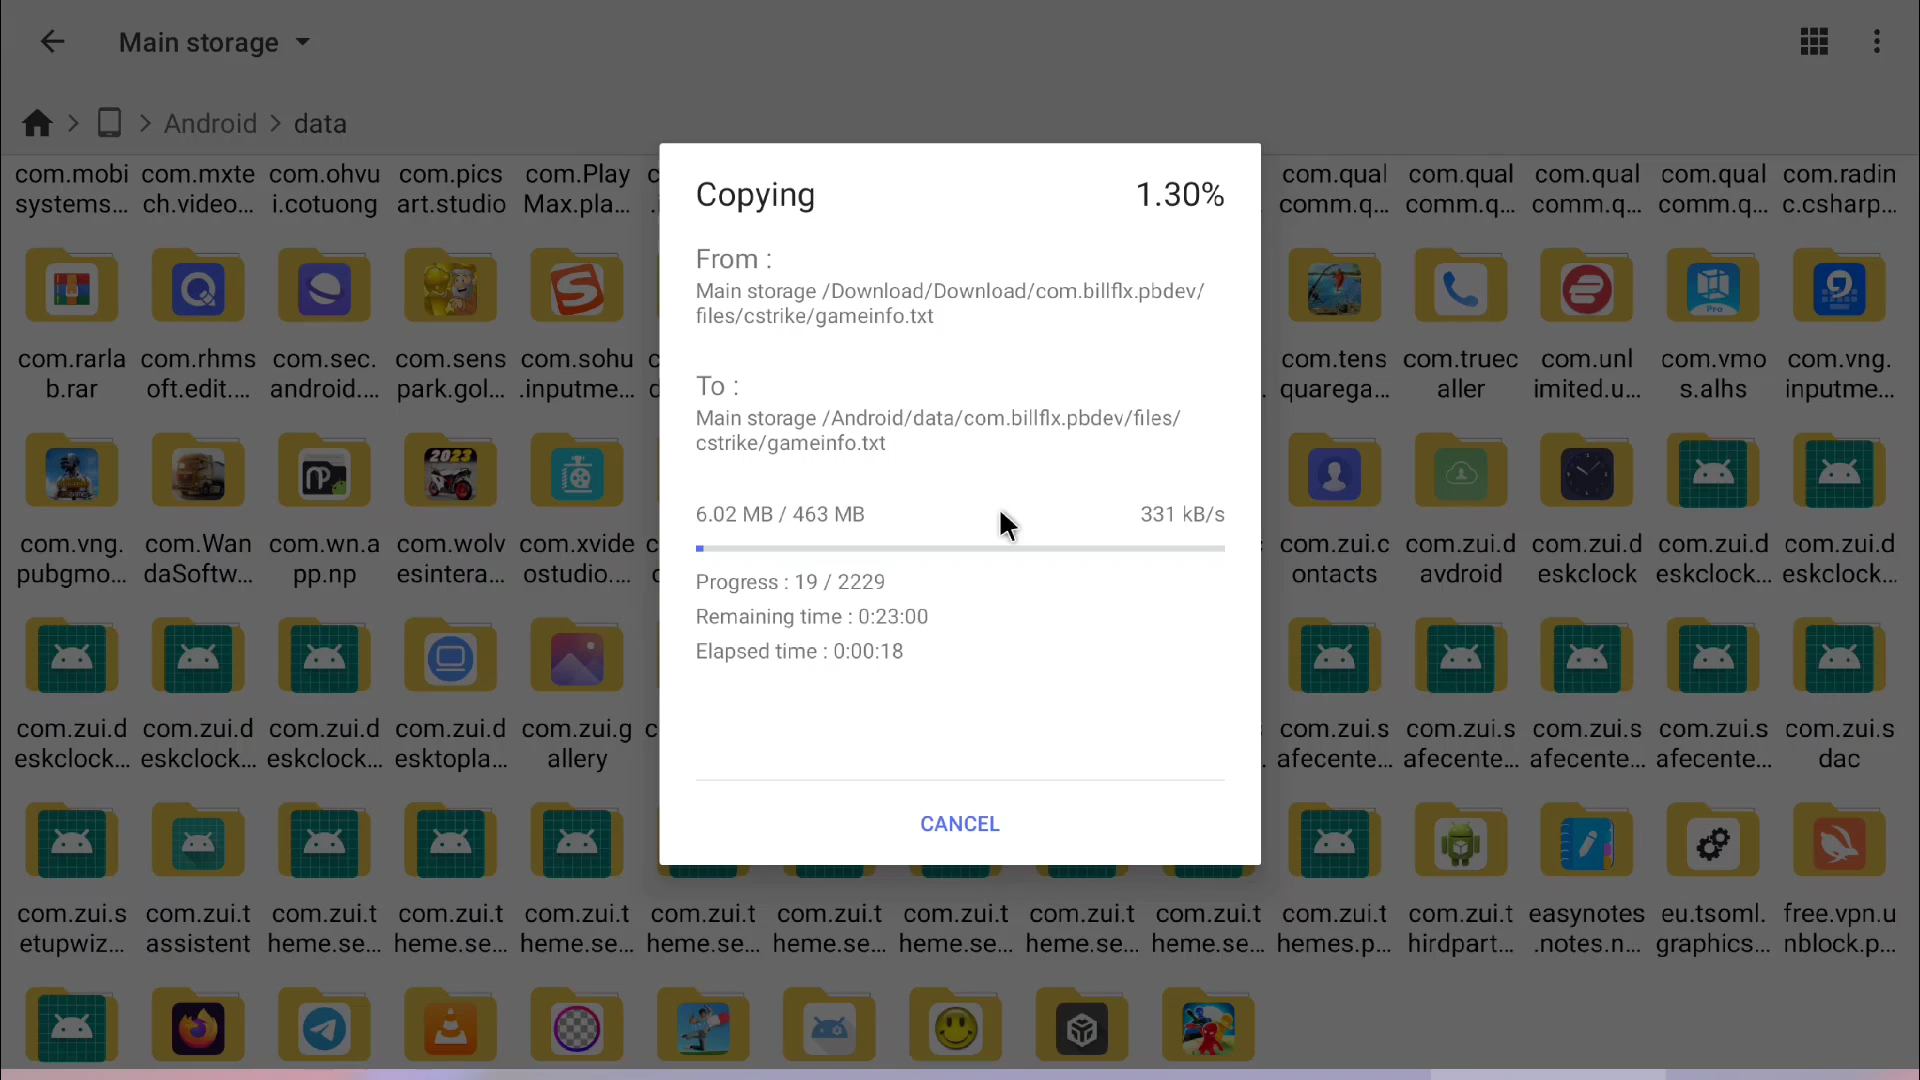 Main storage
Android > data
com.mobi com.mxte com.ohvu com.pics com.Play com.qual com.qual com.qual com.qual com.radin
systems... ch.video... i.cotuong art.studio Max.pla... comm.q... comm.q... comm.q... comm.q... c.csharp...
Copying 1.30%
From :
Main storage /Download/Download/com.billflx.pbdev/
files/cstrike/gameinfo.txt
To :
Main storage /Android/data/com.billflx.pbdev/files/
cstrike/gameinfo.txt
6.02 MB / 463 MB 331 kB/s
Progress : 19 / 2229
Remaining time : 0:23:00
Elapsed time : 0:00:18
CANCEL
Pro
com.rarla com.rhms com.sec. com.sens com.sohu com.tens com.truec com.unl com.vmo com.vng.
b.rar oft.edit.... android.... park.gol... .inputme... quarega... aller imited.u... s.alhs inputme...
2023
com.vng. com.Wan com.wn.a com.wolv com.xvide com.zui.c com.zui.d com.zui.d com.zui.d com.zui.d
pubgmo... daSoftw... pp.np esintera... ostudio.... ontacts avdroid eskclock eskclock... eskclock...
com.zui.d com.zui.d com.zui.d com.zui.d com.zui.g com.zui.s com.zui.s com.zui.s com.zui.s com.zui.s
eskclock... eskclock... eskclock... esktopla... allery afecente... afecente... afecente... afecente... dac
com.zui.s com.zui.t com.zui.t com.zui.t com.zui.t com.zui.t com.zui.t com.zui.t com.zui.t com.zui.t com.zui.t com.zui.t easynotes eu.tsoml. free.vpn.u
etupwiz... assistent heme.se... heme.se... heme.se... heme.se... heme.se... heme.se... heme.se... heme.se... hemes.p... hirdpart... .notes.n... graphics... nblock.p...